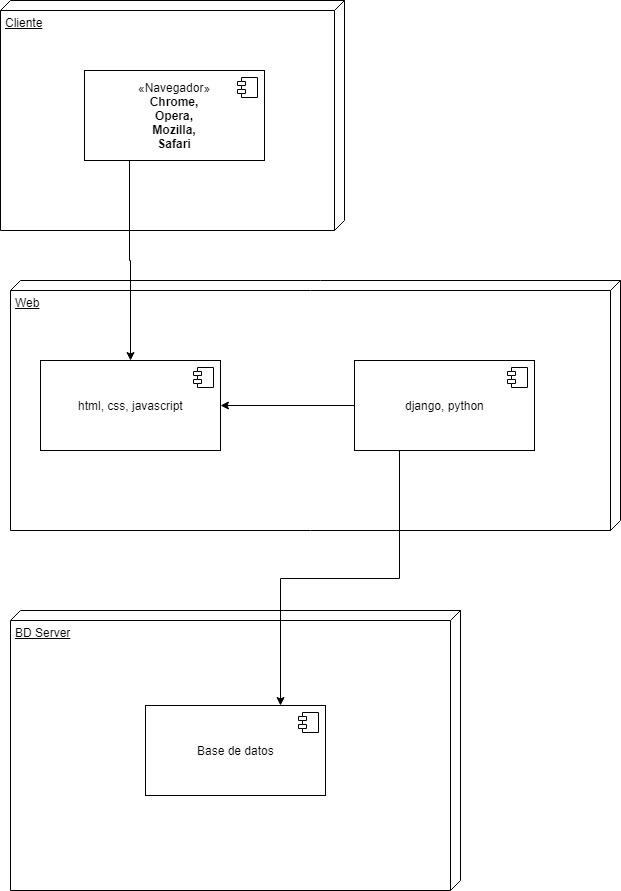 Cliente
«Navegador»
Chrome,
Opera,
Mozilla,
Safari
Web
html, css, javascript
django, python
BD Server
Base de datos